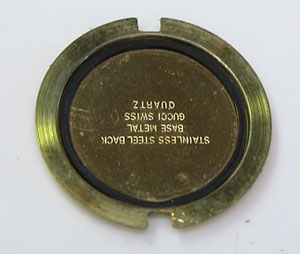 STAINLESS STEEL BACK
BASE METAL
GUCCI SWISS
QUARTZ